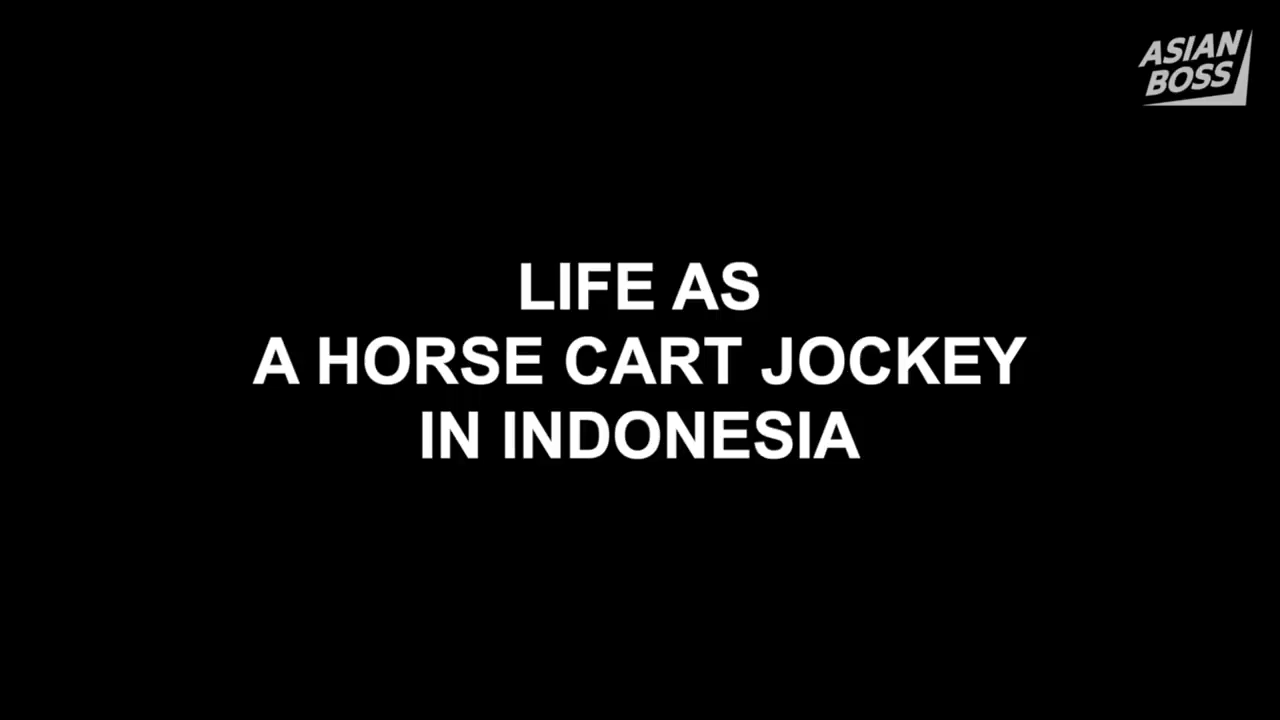 ASIAN
BOSS
LIFE AS
A HORSE CART JOCKEY
IN INDONESIA